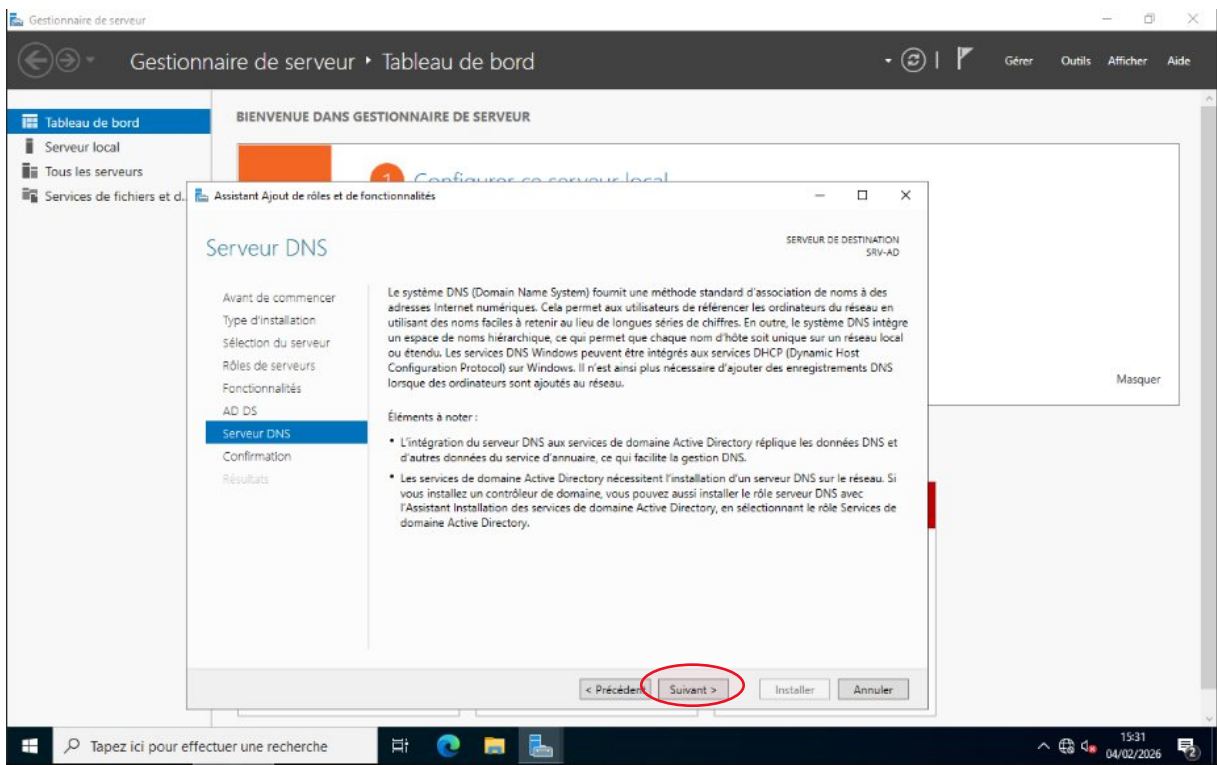 Gestionnaire de serveur
Gestionnaire de serveur ‣ Tableau de bord
Gérer
Outils
Afficher
Aide
Tableau de bord
Serveur local
Tous les serveurs
Services de fichiers et d...
BIENVENUE DANS GESTIONNAIRE DE SERVEUR
1 Configurer ce serveur local
Assistant Ajout de rôles et de fonctionnalités
Serveur DNS
SERVEUR DE DESTINATION
SRV-AD
Avant de commencer
Type d'installation
Sélection du serveur
Rôles de serveurs
Fonctionnalités
AD DS
Serveur DNS
Confirmation
Résultats
Le système DNS (Domain Name System) fournit une méthode standard d'association de noms à des
adresses Internet numériques. Cela permet aux utilisateurs de référencer les ordinateurs du réseau en
utilisant des noms faciles à retenir au lieu de longues séries de chiffres. En outre, le système DNS intègre
un espace de noms hiérarchique, ce qui permet que chaque nom d'hôte soit unique sur un réseau local
ou étendu. Les services DNS Windows peuvent être intégrés aux services DHCP (Dynamic Host
Configuration Protocol) sur Windows. Il n'est ainsi plus nécessaire d'ajouter des enregistrements DNS
lorsque des ordinateurs sont ajoutés au réseau.
Éléments à noter :
• L'intégration du serveur DNS aux services de domaine Active Directory réplique les données DNS et
d'autres données du service d'annuaire, ce qui facilite la gestion DNS.
• Les services de domaine Active Directory nécessitent l'installation d'un serveur DNS sur le réseau. Si
vous installez un contrôleur de domaine, vous pouvez aussi installer le rôle serveur DNS avec
l'Assistant Installation des services de domaine Active Directory, en sélectionnant le rôle Services de
domaine Active Directory.
Masquer
< Précédent
Suivant >
Installer
Annuler
Tapez ici pour effectuer une recherche
15:31
04/02/2026
2